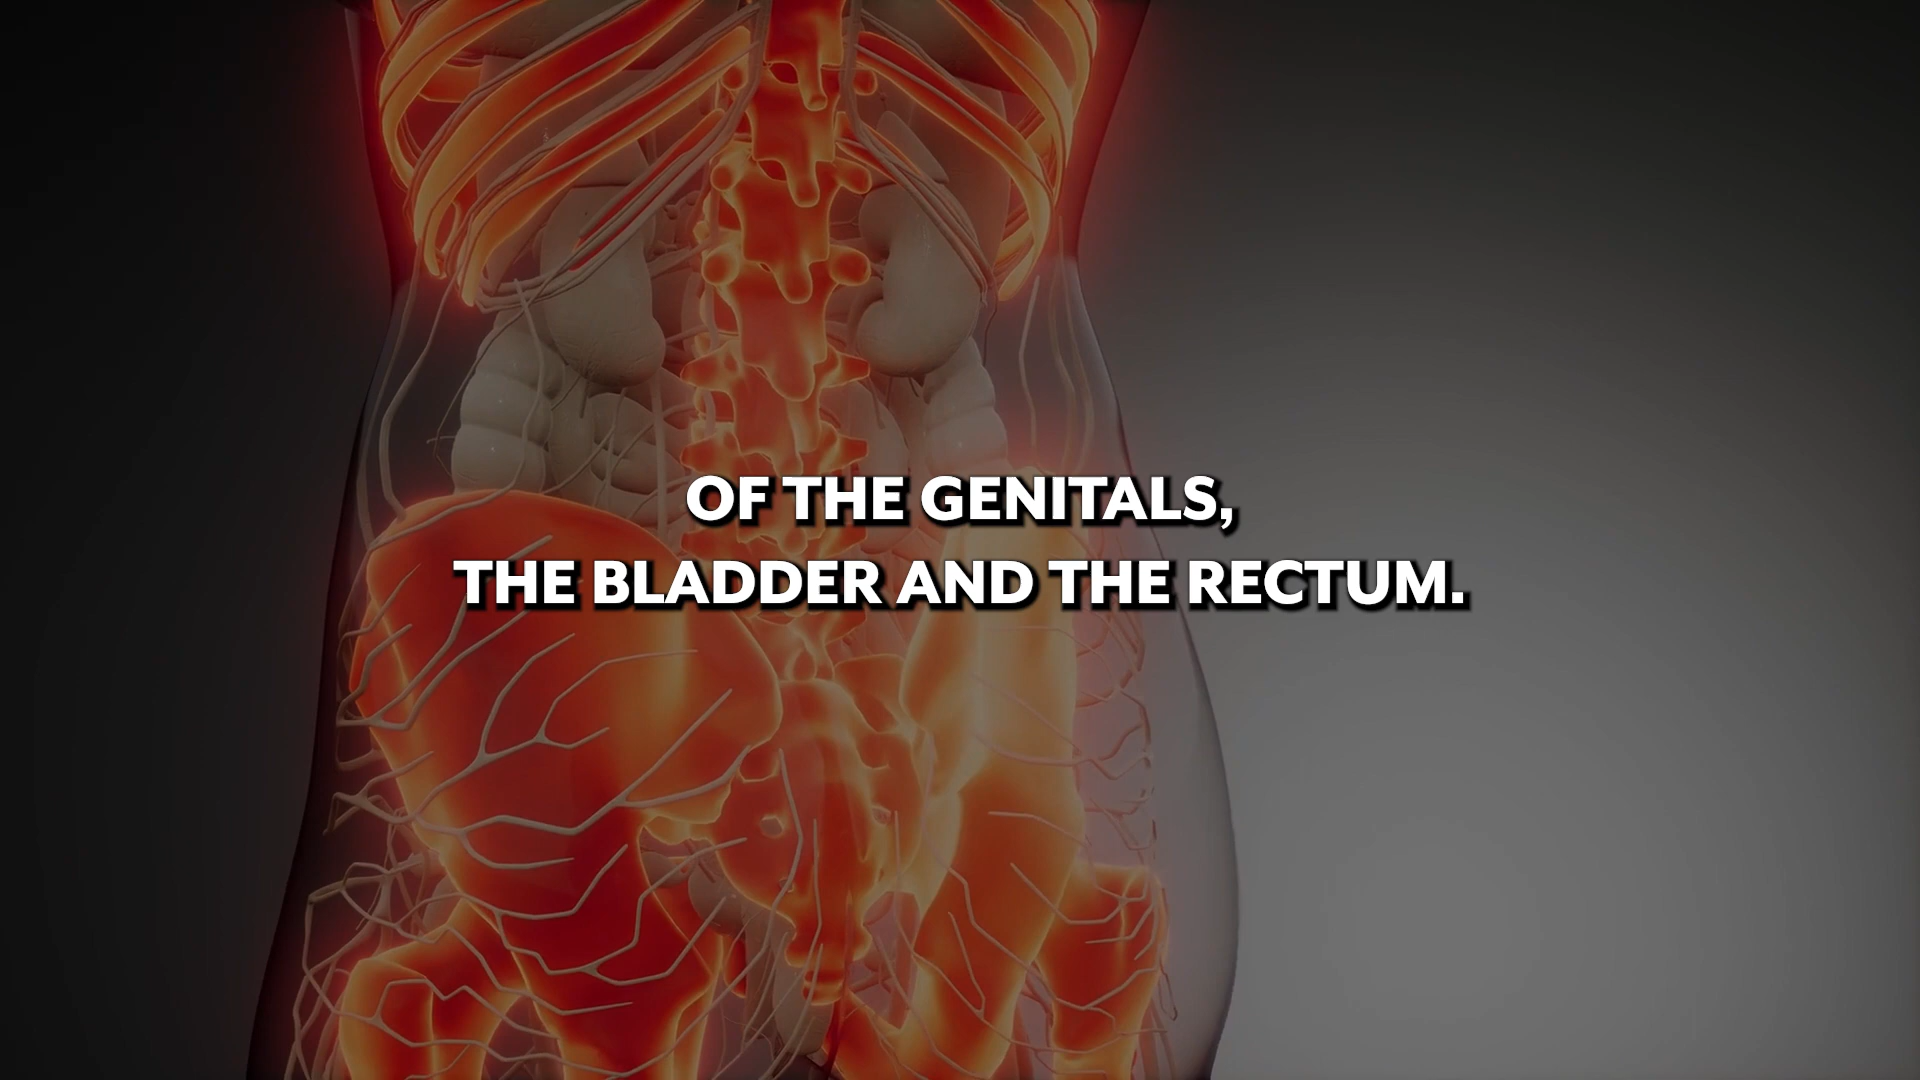 OF THE GENITALS,
THE BLADDER AND THE RECTUM.